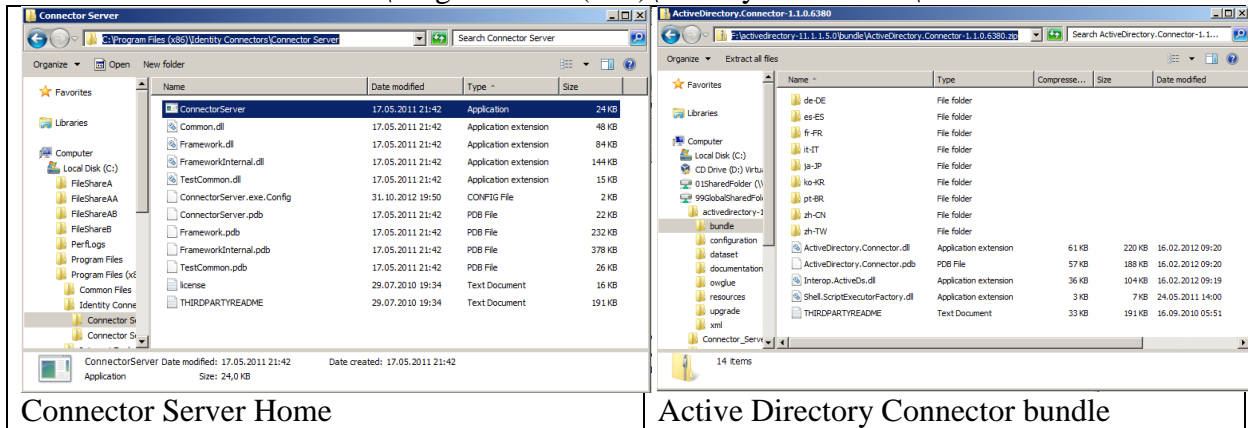 Connector Server
C:\Program Files (x86)\Identity Connectors\Connector Server
Search Connector Server
Organize
Open
New folder
Favorites
Libraries
Computer
Local Disk (C:)
FileShareA
FileShareAA
FileShareAB
FileShareB
PerfLogs
Program Files
Program Files (x8
Common Files
Identity Conne
Connector Se
Connector Se
Name Date modified Type Size
ConnectorServer 17.05.2011 21:42 Application 24 KB
Common.dll 17.05.2011 21:42 Application extension 48 KB
Framework.dll 17.05.2011 21:42 Application extension 84 KB
FrameworkInternal.dll 17.05.2011 21:42 Application extension 144 KB
TestCommon.dll 17.05.2011 21:42 Application extension 15 KB
ConnectorServer.exe.Config 31.10.2012 19:50 CONFIG File 2 KB
ConnectorServer.pdb 17.05.2011 21:42 PDB File 22 KB
Framework.pdb 17.05.2011 21:42 PDB File 232 KB
FrameworkInternal.pdb 17.05.2011 21:42 PDB File 378 KB
TestCommon.pdb 17.05.2011 21:42 PDB File 26 KB
license 29.07.2010 19:34 Text Document 16 KB
THIRDPARTYREADME 29.07.2010 19:34 Text Document 191 KB
ConnectorServer Date modified: 17.05.2011 21:42 Date created: 17.05.2011 21:42
Application Size: 24,0 KB
Connector Server Home
ActiveDirectory.Connector-1.1.0.6380
F:\activedirectory-11.1.1.5.0\bundle\ActiveDirectory.Connector-1.1.0.6380.zip
Search ActiveDirectory.Connector-1.1...
Organize
Extract all files
Favorites
Libraries
Computer
Local Disk (C:)
CD Drive (D:) Virtu
01SharedFolder (\\
99GlobalSharedFol
activedirectory-1
bundle
configuration
dataset
documentation
owglue
resources
upgrade
xml
Connector_Serve
Name Type Compresse... Size Date modified
de-DE File folder
es-ES File folder
fr-FR File folder
it-IT File folder
ja-JP File folder
ko-KR File folder
pt-BR File folder
zh-CN File folder
zh-TW File folder
ActiveDirectory.Connector.dll Application extension 61 KB 220 KB 16.02.2012 09:20
ActiveDirectory.Connector.pdb PDB File 57 KB 188 KB 16.02.2012 09:20
Interop.ActiveDs.dll Application extension 36 KB 104 KB 16.02.2012 09:19
Shell.ScriptExecutorFactory.dll Application extension 3 KB 7 KB 24.05.2011 14:00
THIRDPARTYREADME Text Document 33 KB 191 KB 16.09.2010 05:51
14 items
Active Directory Connector bundle